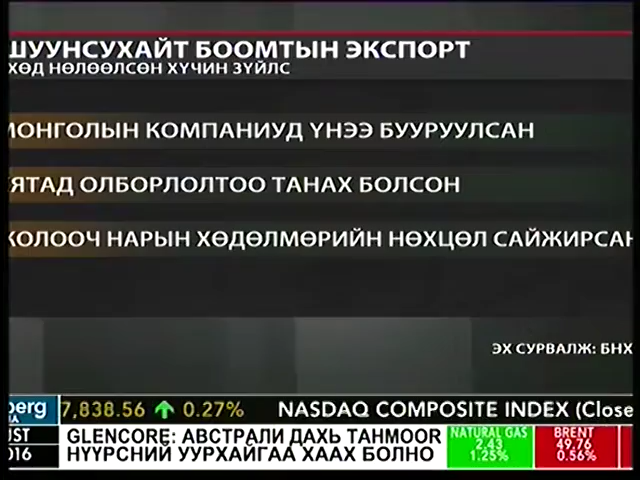 ШУУНСУХАЙТ БООМТЫН ЭКСПОРТ
ХӨД НӨЛӨӨЛСӨН ХҮЧИН ЗҮЙЛС
МОНГОЛЫН КОМПАНИУД ҮНЭЭ БУУРУУЛСАН
ЯТАД ОЛБОРЛОЛТОО ТАНАХ БОЛСОН
ЖОЛООЧ НАРЫН ХӨДӨЛМӨРИЙН НӨХЦӨЛ САЙЖИРСАН
ЭХ СУРВАЛЖ: БНХ
berg 7,838.56 0.27% NASDAQ COMPOSITE INDEX (Close
UST
016
GLENCORE: АВСТРАЛИ ДАХЬ TAHMOOR
НҮҮРСНИЙ УУРХАЙГАА ХААХ БОЛНО
NATURAL GAS
2.43
1.25%
BRENT
49.76
0.56%